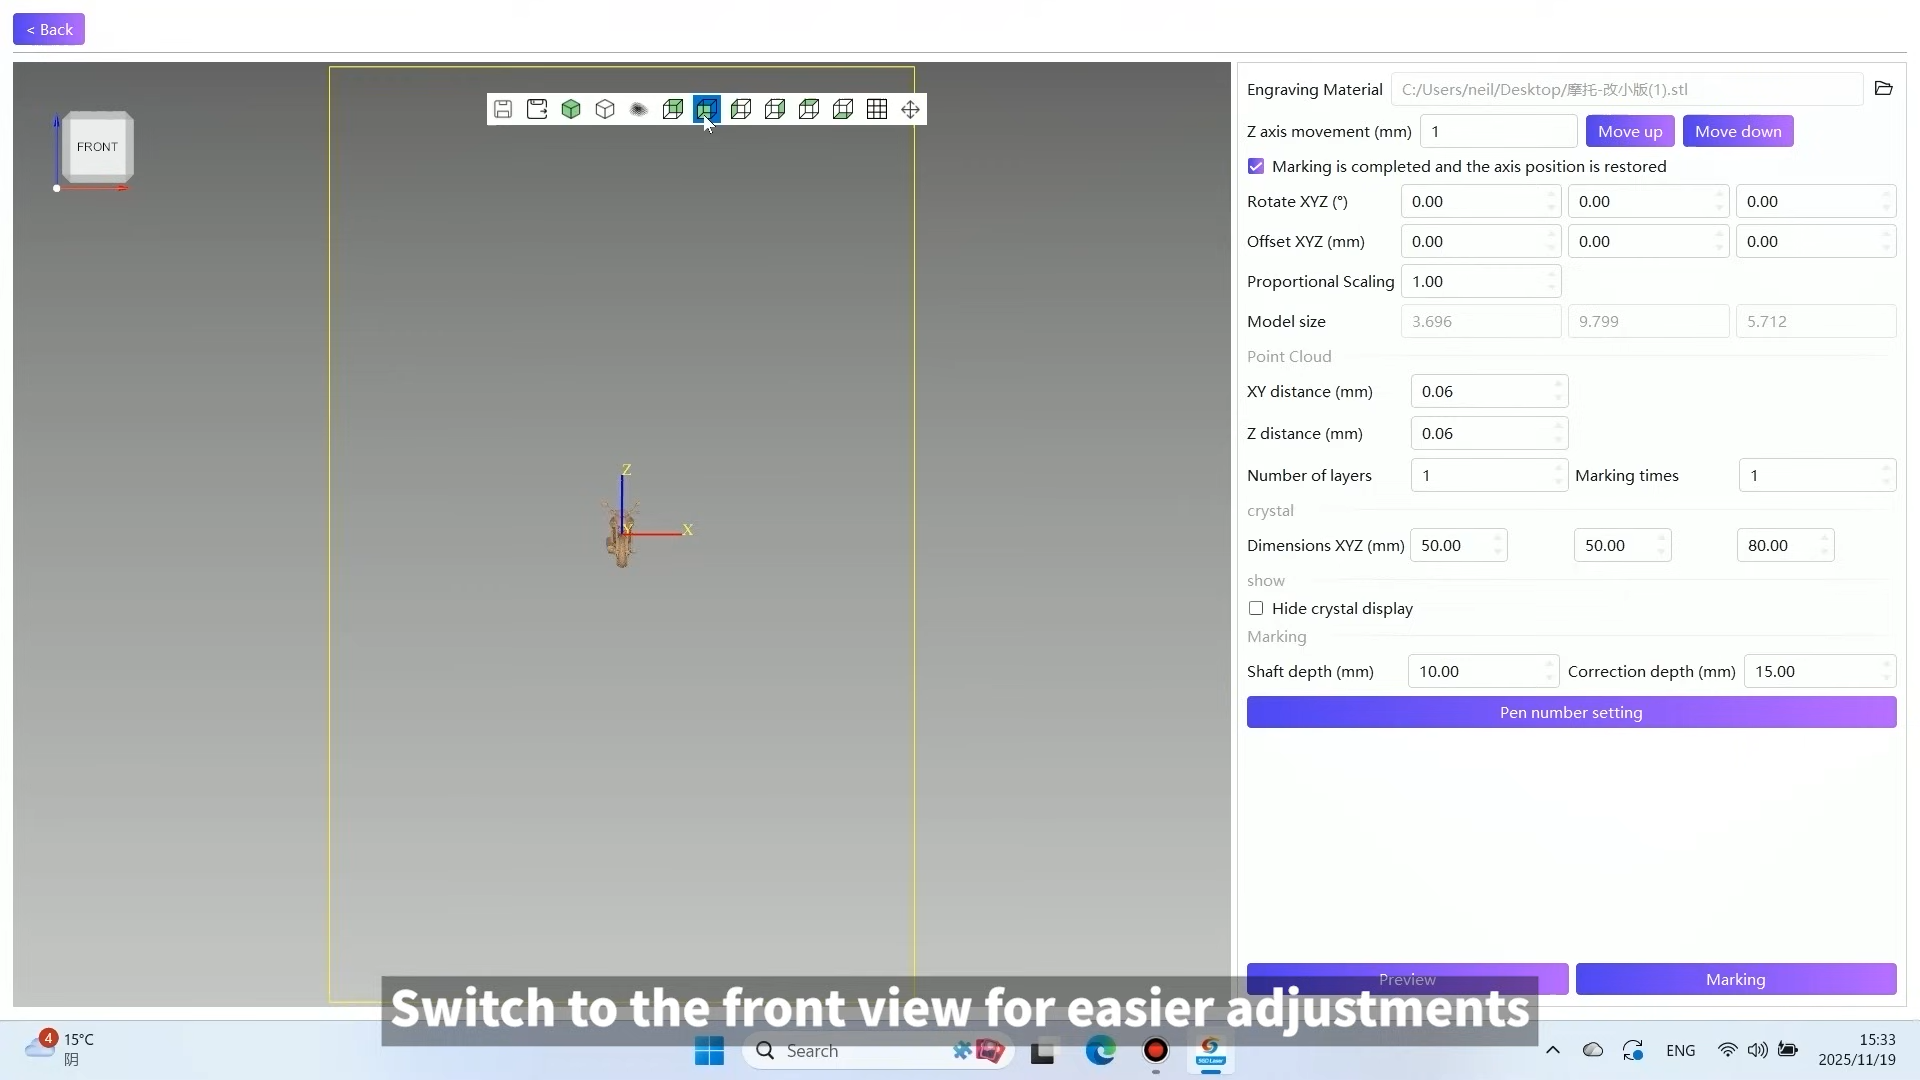 < Back
FRONT
Z
Y
X
Engraving Material C:/Users/neil/Desktop/摩托-改小版(1).stl
Z axis movement (mm) 1 Move up Move down
Marking is completed and the axis position is restored
Rotate XYZ (°) 0.00 0.00 0.00
Offset XYZ (mm) 0.00 0.00 0.00
Proportional Scaling 1.00
Model size 3.696 9.799 5.712
Point Cloud
XY distance (mm) 0.06
Z distance (mm) 0.06
Number of layers 1 Marking times 1
crystal
Dimensions XYZ (mm) 50.00 50.00 80.00
show
Hide crystal display
Marking
Shaft depth (mm) 10.00 Correction depth (mm) 15.00
Pen number setting
Preview Marking
Switch to the front view for easier adjustments
4 15°C
阴
Search
ENG
15:33
2025/11/19